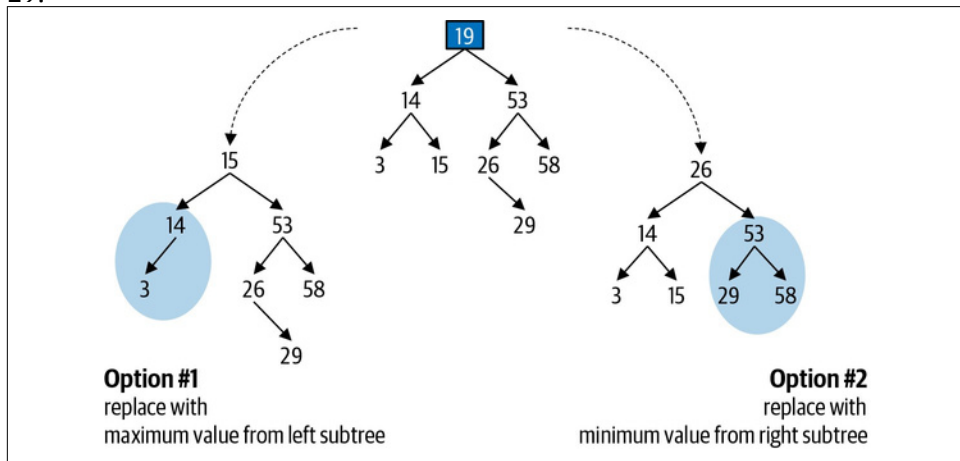 19
14 53
3 15 26 58
29
15
14 53
3 26 58
29
26
14 53
3 15 29 58
Option #1
replace with
maximum value from left subtree
Option #2
replace with
minimum value from right subtree